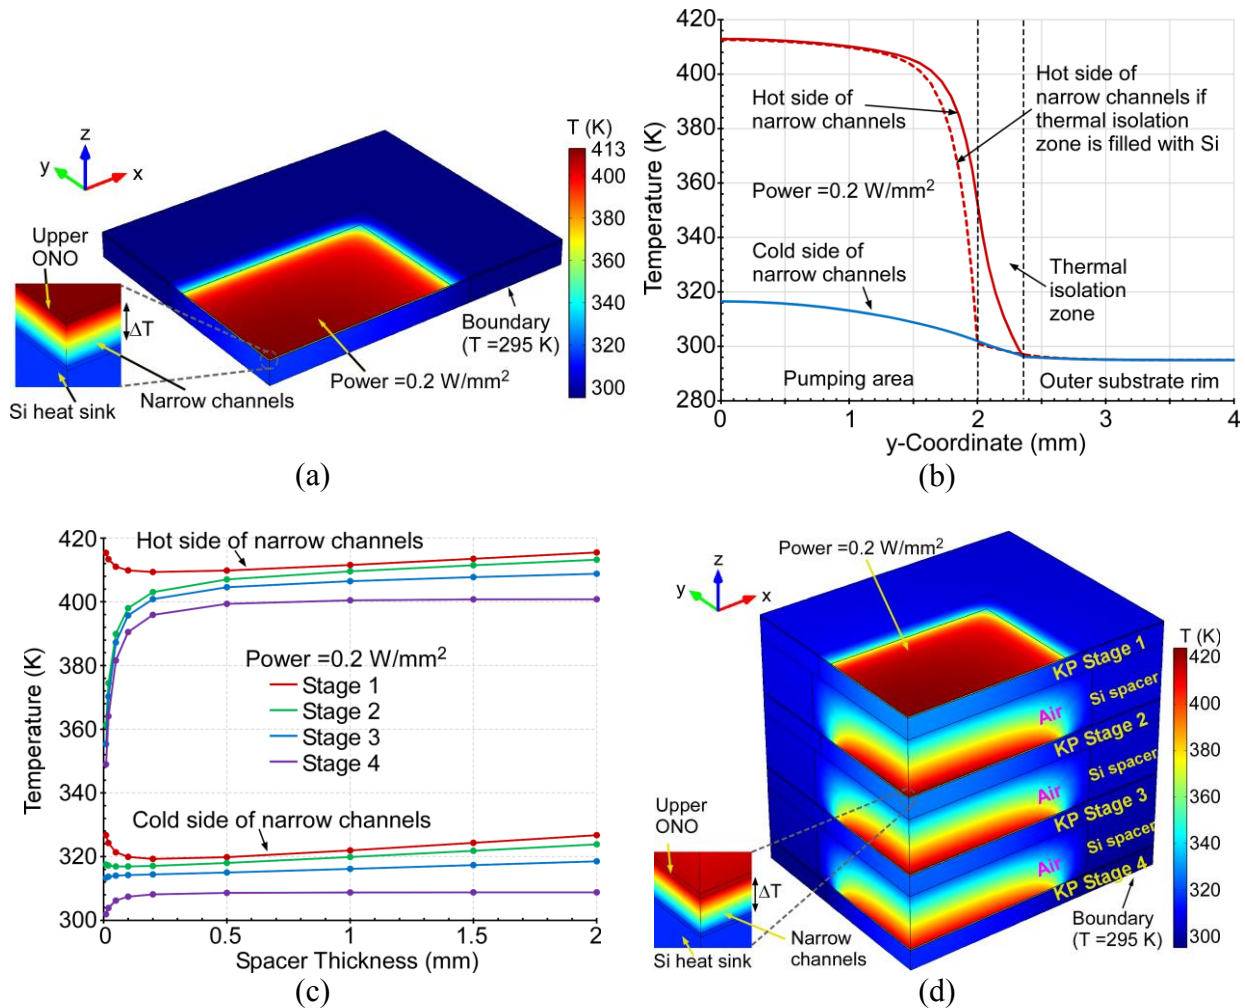 z
y
x
T (K)
413
400
380
360
340
320
300
Upper
ONO
ΔT
Si heat sink
Narrow channels
Power =0.2 W/mm²
Boundary
(T =295 K)
(a)
420
400
380
360
340
320
300
280
Temperature (K)
Hot side of
narrow channels
Hot side of
narrow channels if
thermal isolation
zone is filled with Si
Power =0.2 W/mm²
Cold side of
narrow channels
Thermal
isolation
zone
Pumping area
Outer substrate rim
0 1 2 3 4
y-Coordinate (mm)
(b)
420
400
380
360
340
320
300
Temperature (K)
Hot side of narrow channels
Power =0.2 W/mm²
Stage 1
Stage 2
Stage 3
Stage 4
Cold side of narrow channels
0 0.5 1 1.5 2
Spacer Thickness (mm)
(c)
Power =0.2 W/mm²
z
y
x
T (K)
420
400
380
360
340
320
300
KP Stage 1
Si spacer
Air
KP Stage 2
Si spacer
Air
KP Stage 3
Si spacer
Air
KP Stage 4
Upper
ONO
ΔT
Si heat sink
Narrow
channels
Boundary
(T =295 K)
(d)